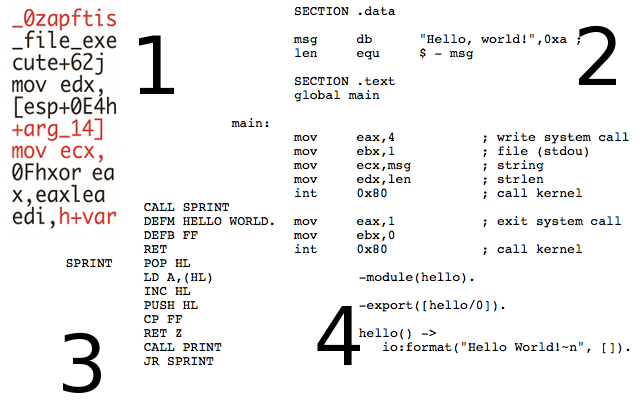 _0zapftis
_file_exe
cute+62j
mov edx,
[esp+0E4h
+arg_14]
mov ecx,
0Fhxor ea
x,eaxlea
edi,h+var
1
SECTION .data
msg db "Hello, world!",0xa ;
len equ $ - msg
SECTION .text
global main
main:
mov eax,4 ; write system call
mov ebx,1 ; file (stdou)
mov ecx,msg ; string
mov edx,len ; strlen
int 0x80 ; call kernel
mov eax,1 ; exit system call
mov ebx,0
int 0x80 ; call kernel
2
CALL SPRINT
DEFM HELLO WORLD.
DEFB FF
RET
SPRINT POP HL
LD A,(HL)
INC HL
PUSH HL
CP FF
RET Z
CALL PRINT
JR SPRINT
3
-module(hello).
-export([hello/0]).
hello() ->
io:format("Hello World!~n", []).
4